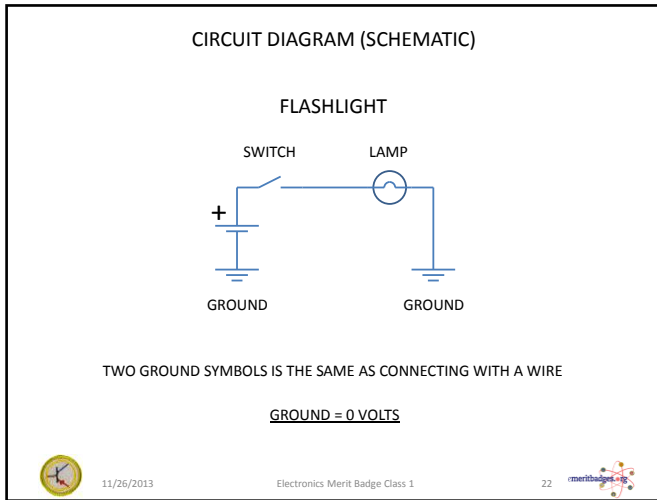 CIRCUIT DIAGRAM (SCHEMATIC)
FLASHLIGHT
SWITCH LAMP
+
GROUND GROUND
TWO GROUND SYMBOLS IS THE SAME AS CONNECTING WITH A WIRE
GROUND = 0 VOLTS
11/26/2013 Electronics Merit Badge Class 1 22 emeritbadges.org